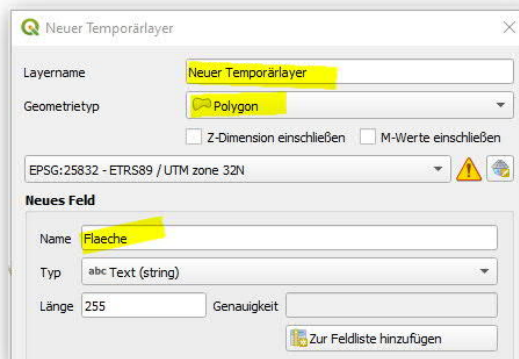 Neuer Temporärlayer
Layername Neuer Temporärlayer
Geometrietyp Polygon
Z-Dimension einschließen M-Werte einschließen
EPSG:25832 - ETRS89 / UTM zone 32N
Neues Feld
Name Flaeche
Typ abc Text (string)
Länge 255 Genauigkeit
Zur Feldliste hinzufügen